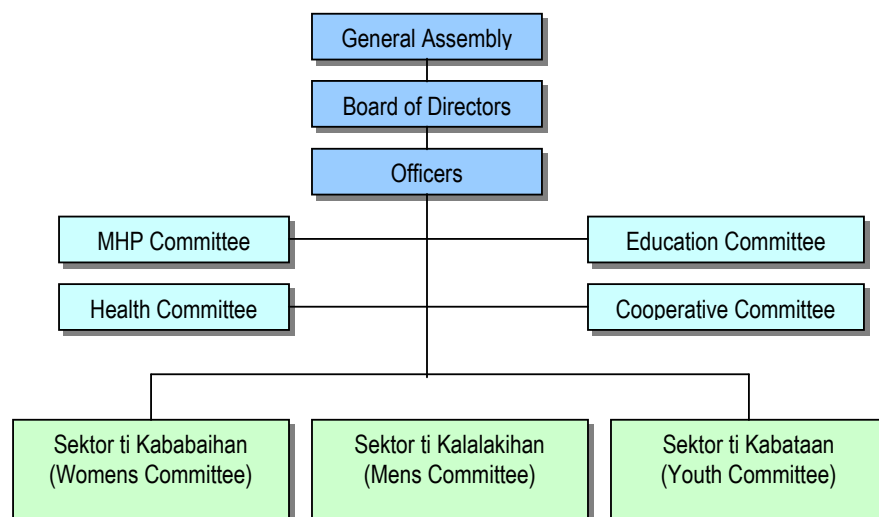 General Assembly
Board of Directors
Officers
MHP Committee
Education Committee
Health Committee
Cooperative Committee
Sektor ti Kababaihan
(Womens Committee)
Sektor ti Kalalakihan
(Mens Committee)
Sektor ti Kabataan
(Youth Committee)